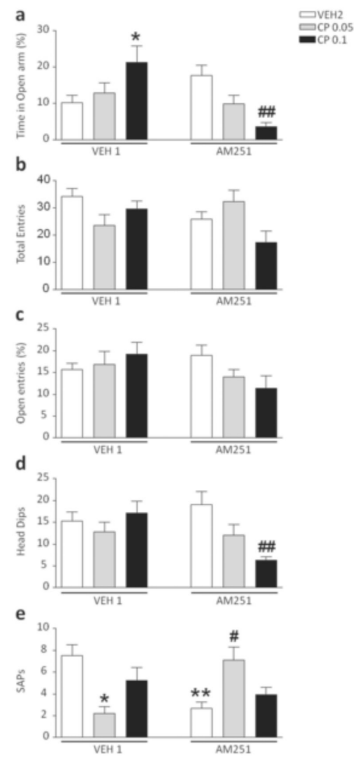 a
VEH2
CP 0.05
CP 0.1
Time in Open arm (%)
30
20
10
0
*
##
VEH 1
AM251
b
Total Entries
40
30
20
10
0
VEH 1
AM251
c
Open entries (%)
25
20
15
10
5
0
VEH 1
AM251
d
Head Dips
25
20
15
10
5
0
##
VEH 1
AM251
e
SAPs
10
8
6
4
2
0
*
**
#
VEH 1
AM251